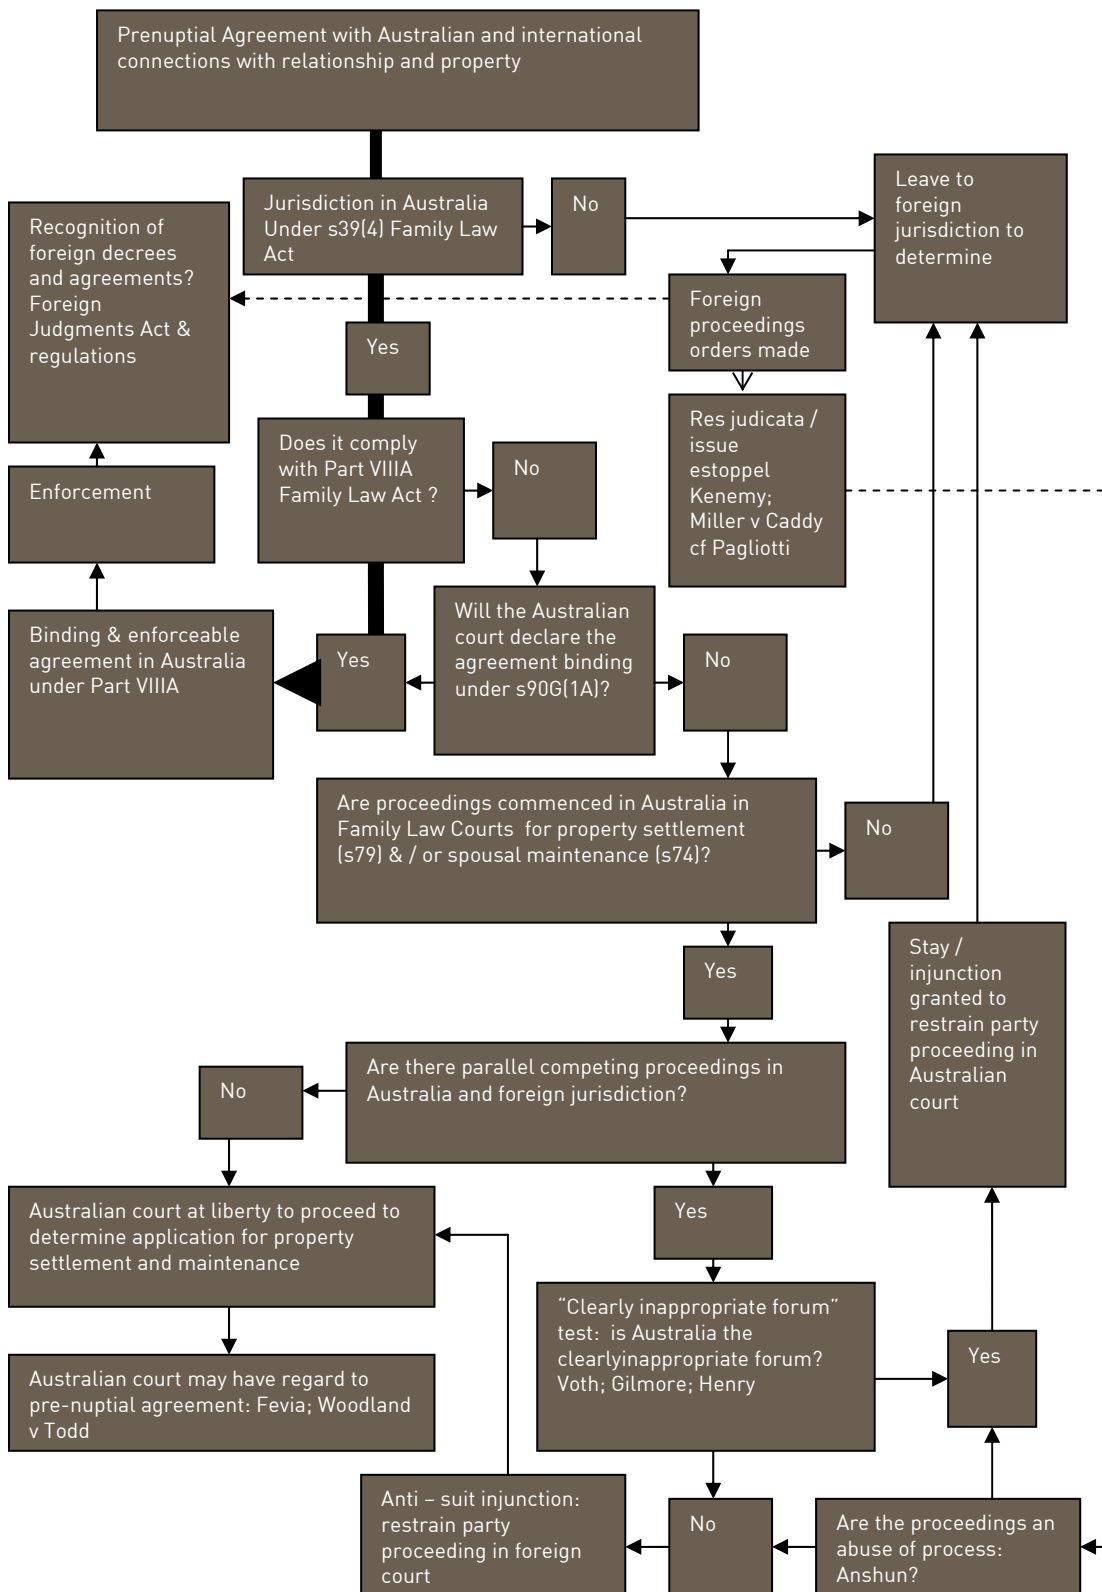 Prenuptial Agreement with Australian and international
connections with relationship and property
Jurisdiction in Australia
Under s39(4) Family Law
Act
No
Leave to
foreign
jurisdiction to
determine
Recognition of
foreign decrees
and agreements?
Foreign
Judgments Act &
regulations
Foreign
proceedings
orders made
Yes
Res judicata /
issue
estoppel
Kenemy;
Miller v Caddy
cf Pagliotti
Does it comply
with Part VIIIA
Family Law Act ?
No
Enforcement
Will the Australian
court declare the
agreement binding
under s90G(1A)?
Binding & enforceable
agreement in Australia
under Part VIIIA
Yes
No
Are proceedings commenced in Australia in
Family Law Courts  for property settlement
(s79) & / or spousal maintenance (s74)?
No
Yes
Stay /
injunction
granted to
restrain party
proceeding in
Australian
court
Are there parallel competing proceedings in
Australia and foreign jurisdiction?
No
Yes
Australian court at liberty to proceed to
determine application for property
settlement and maintenance
“Clearly inappropriate forum”
test:  is Australia the
clearlyinappropriate forum?
Voth; Gilmore; Henry
Yes
Australian court may have regard to
pre-nuptial agreement: Fevia; Woodland
v Todd
Anti – suit injunction:
restrain party
proceeding in foreign
court
No
Are the proceedings an
abuse of process:
Anshun?